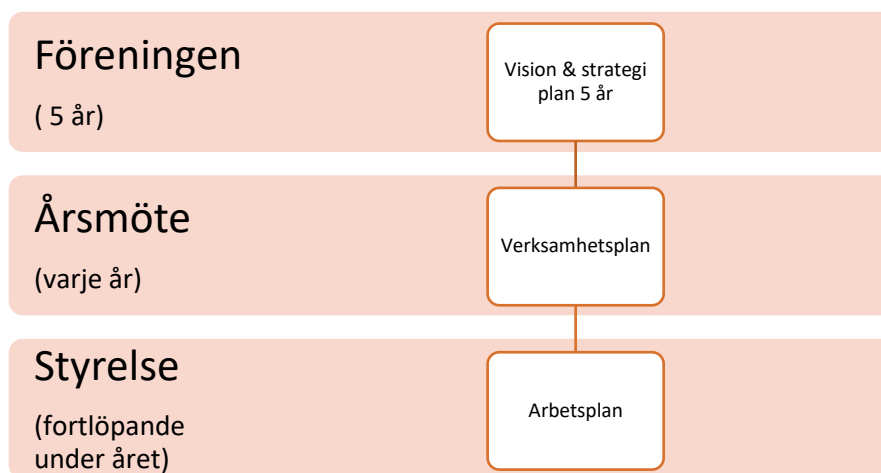 Föreningen
( 5 år)
Vision & strategi
plan 5 år
Årsmöte
(varje år)
Verksamhetsplan
Styrelse
(fortlöpande
under året)
Arbetsplan